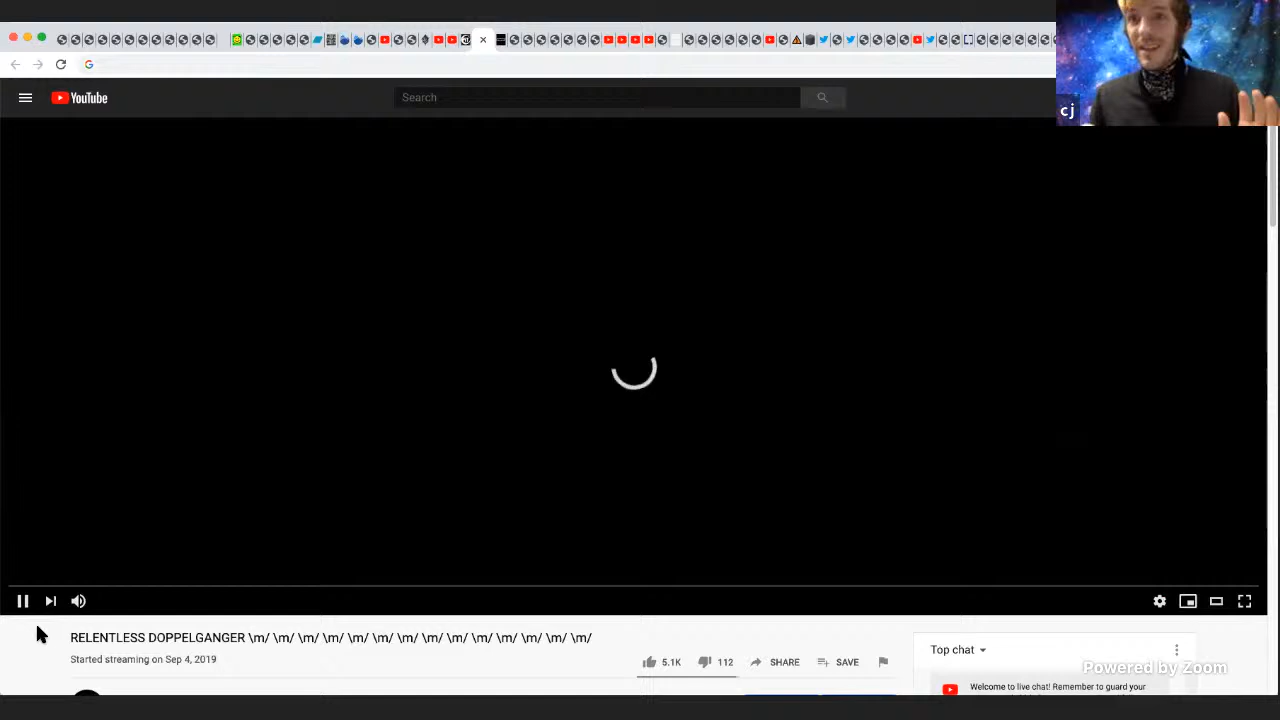 cj
YouTube
Search
RELENTLESS DOPPELGANGER \m/ \m/ \m/ \m/ \m/ \m/ \m/ \m/ \m/ \m/ \m/ \m/ \m/ \m/
Started streaming on Sep 4, 2019
5.1K 112 SHARE SAVE
Top chat
Powered by Zoom
Welcome to live chat! Remember to guard your